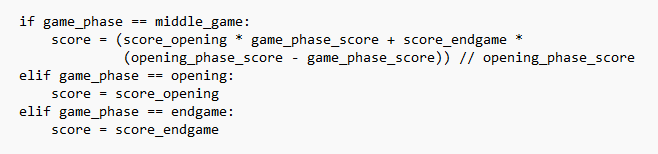 if game_phase == middle_game:
    score = (score_opening * game_phase_score + score_endgame *
             (opening_phase_score - game_phase_score)) // opening_phase_score
elif game_phase == opening:
    score = score_opening
elif game_phase == endgame:
    score = score_endgame